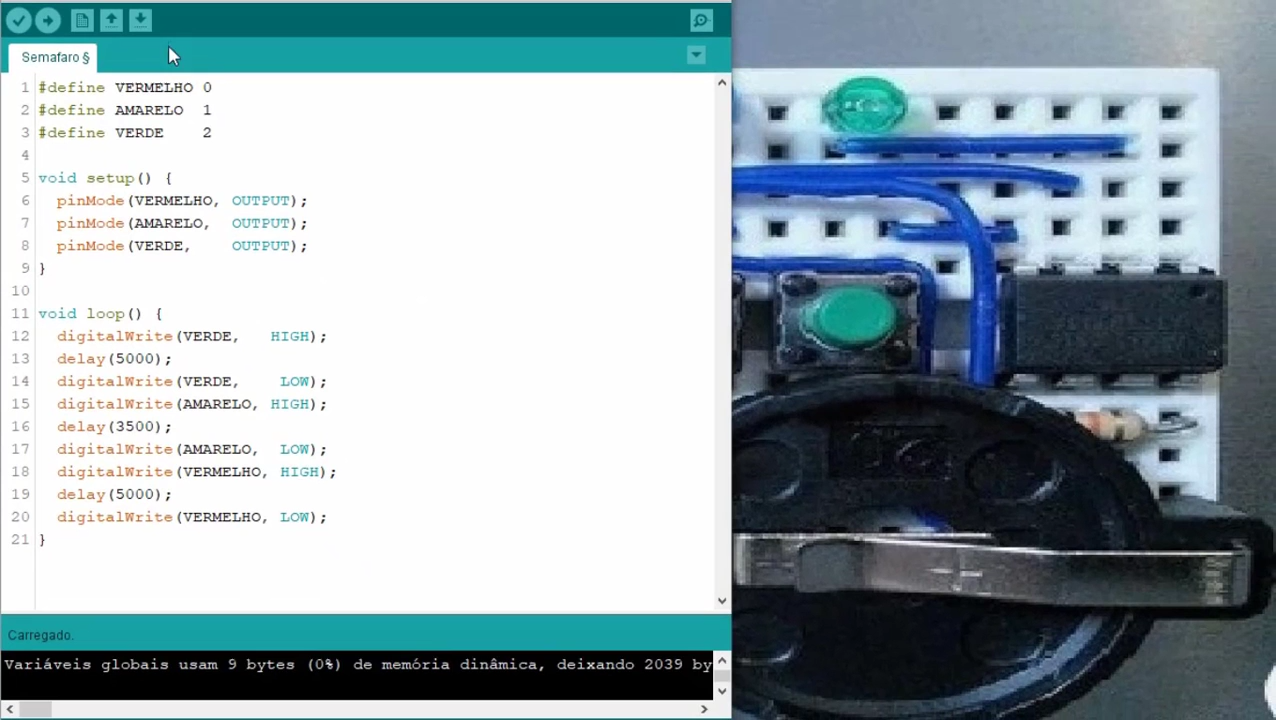 Semafaro §
1 #define VERMELHO 0
2 #define AMARELO  1
3 #define VERDE    2
4
5 void setup() {
6   pinMode(VERMELHO, OUTPUT);
7   pinMode(AMARELO,  OUTPUT);
8   pinMode(VERDE,    OUTPUT);
9 }
10
11 void loop() {
12   digitalWrite(VERDE,   HIGH);
13   delay(5000);
14   digitalWrite(VERDE,    LOW);
15   digitalWrite(AMARELO, HIGH);
16   delay(3500);
17   digitalWrite(AMARELO,  LOW);
18   digitalWrite(VERMELHO, HIGH);
19   delay(5000);
20   digitalWrite(VERMELHO, LOW);
21 }
Carregado.
Variáveis globais usam 9 bytes (0%) de memória dinâmica, deixando 2039 by